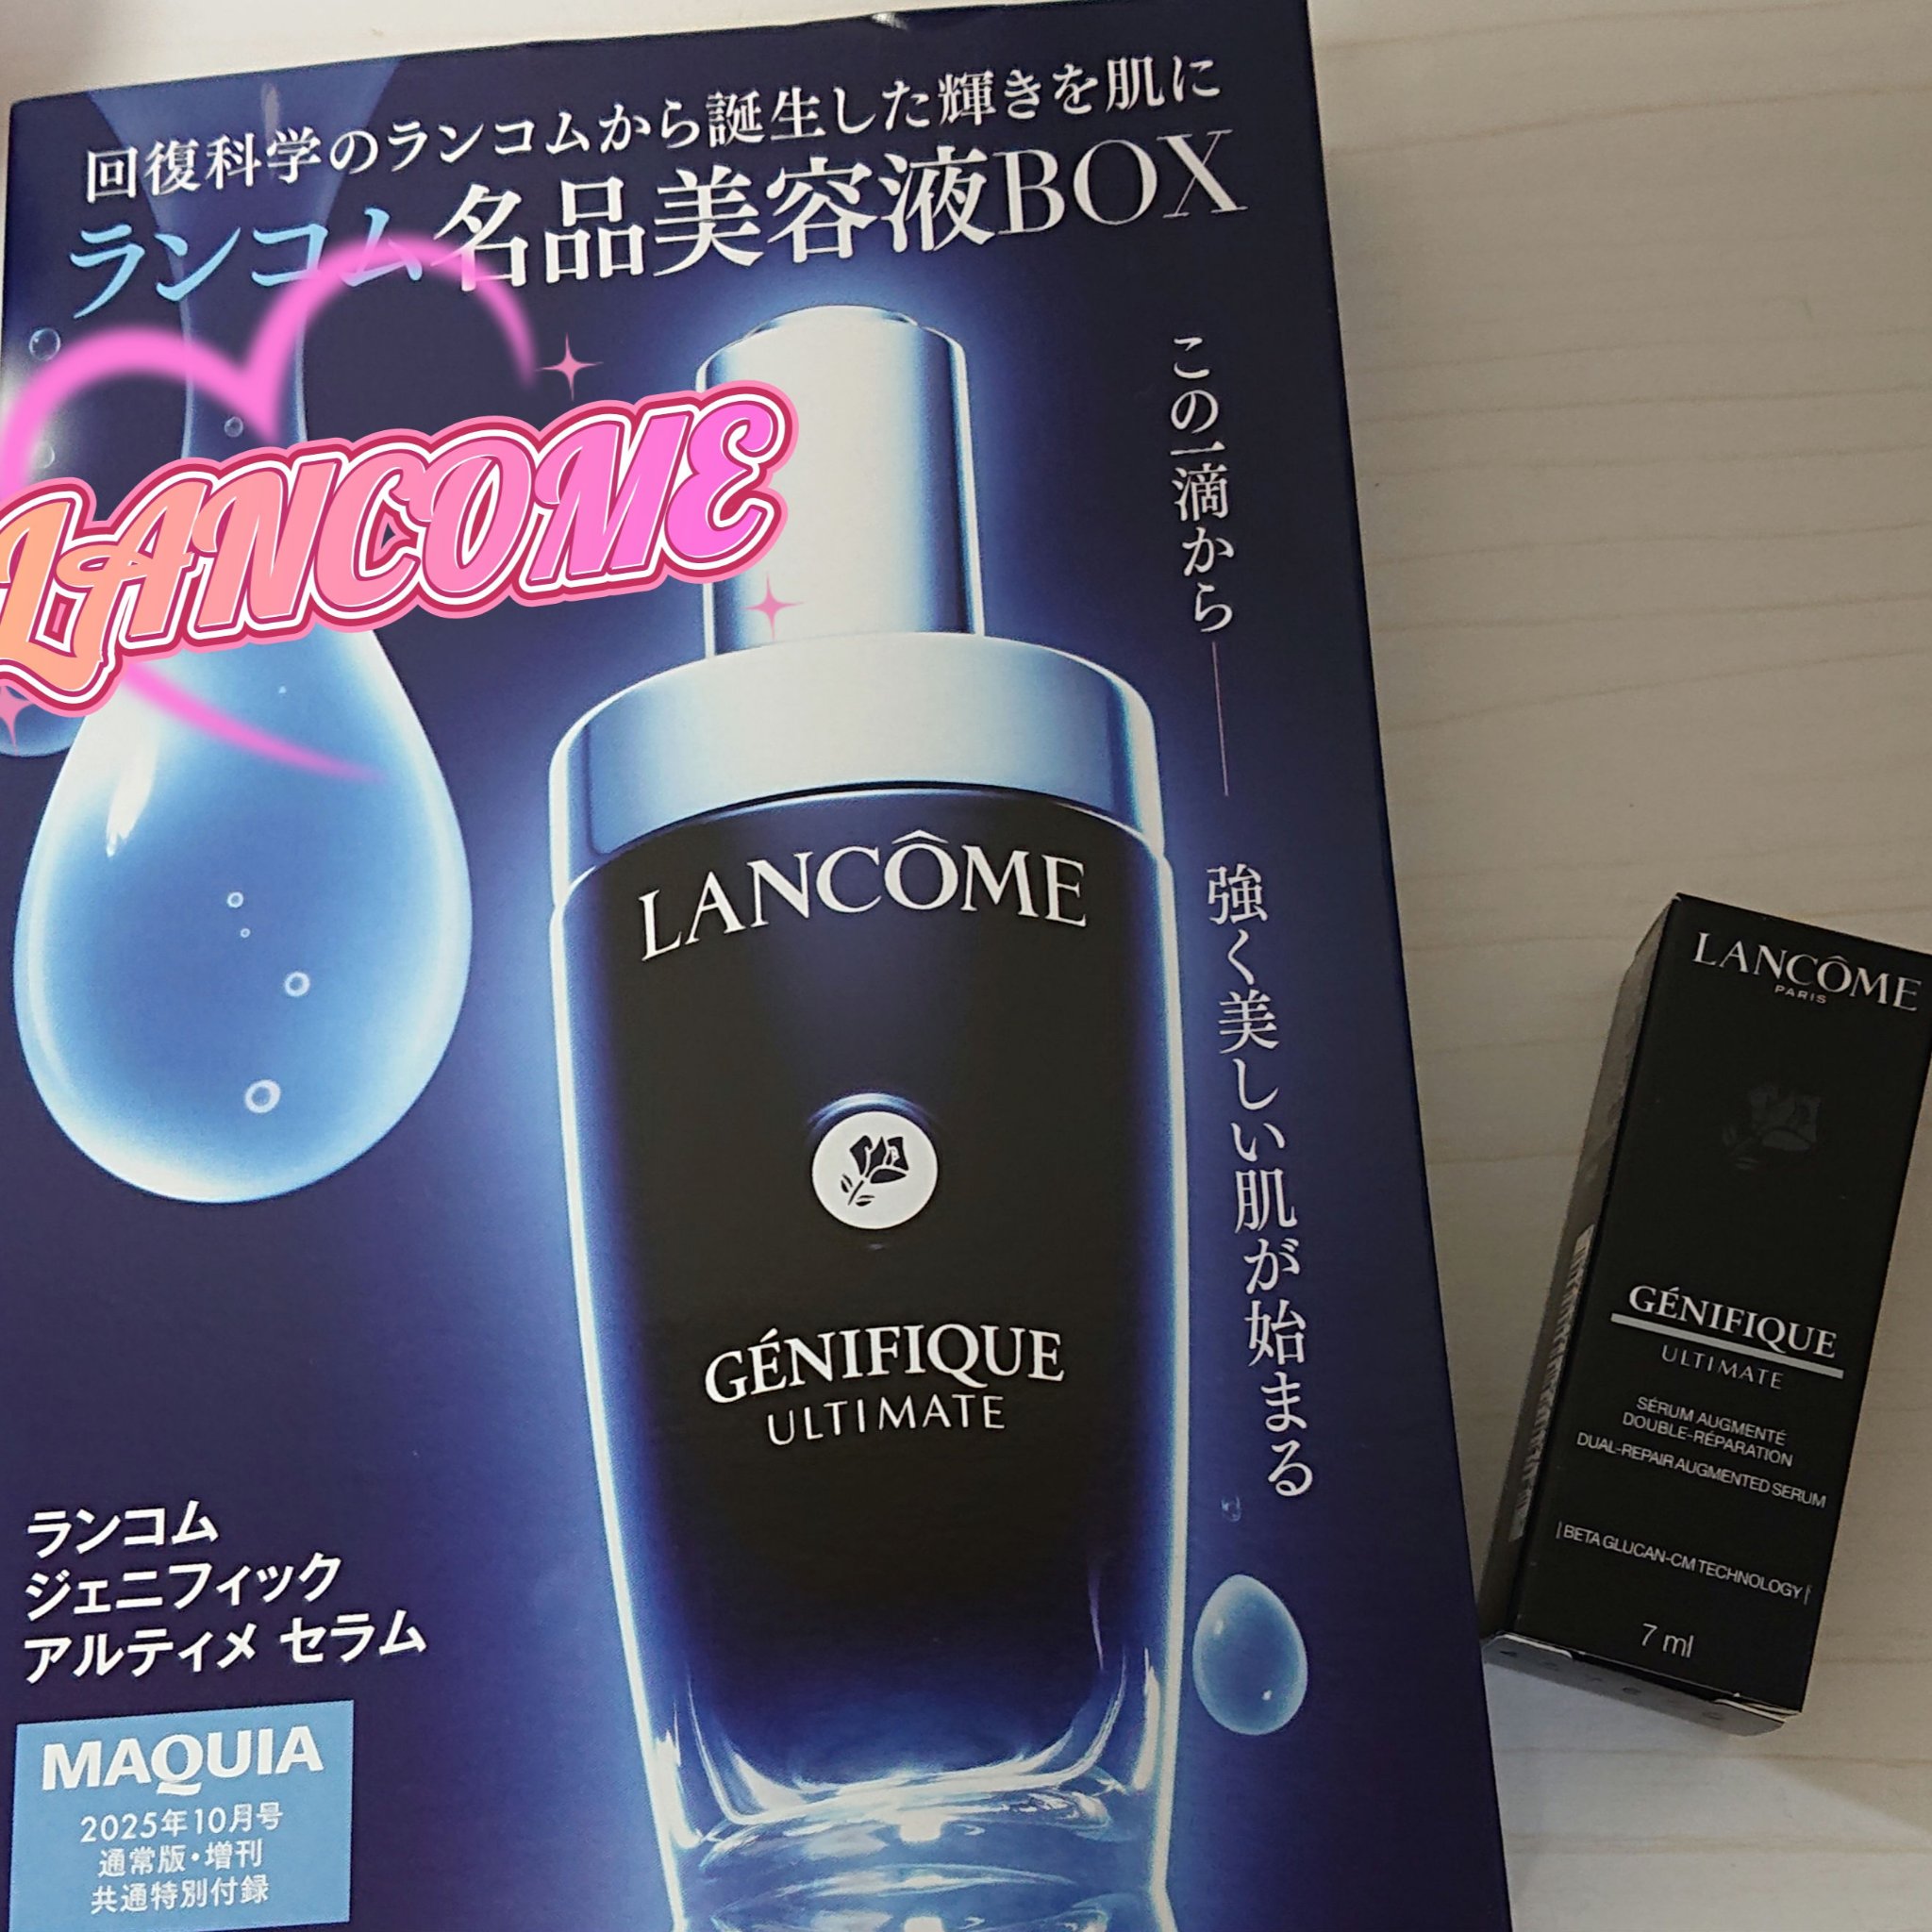 回復科学のランコムから誕生した輝きを肌に
ランコム名品美容液BOX
LANCOME
この一滴から
強く美しい肌が始まる
LANCÔME
GÉNIFIQUE
ULTIMATE
ランコム
ジェニフィック
アルティメ セラム
MAQUIA
2025年10月号
通常版・増刊
共通特別付録
LANCÔME
PARIS
GÉNIFIQUE
ULTIMATE
SÉRUM AUGMENTÉ
DOUBLE-RÉPARATION
DUAL-REPAIR AUGMENTED SERUM
| BETA GLUCAN-CM TECHNOLOGY |
7 ml